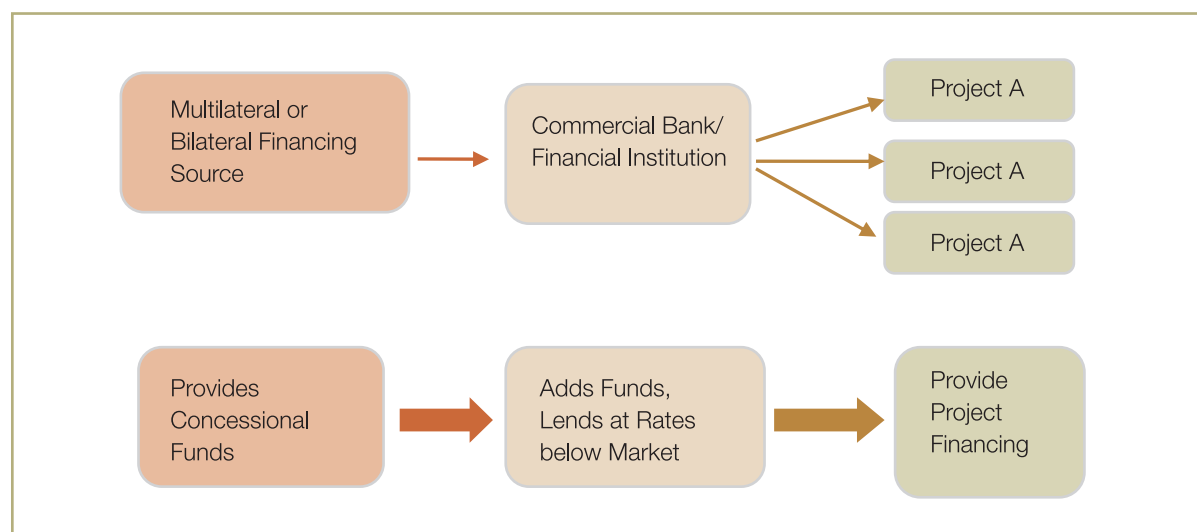 Multilateral or
Bilateral Financing
Source
Commercial Bank/
Financial Institution
Project A
Project A
Project A
Provides
Concessional
Funds
Adds Funds,
Lends at Rates
below Market
Provide
Project
Financing